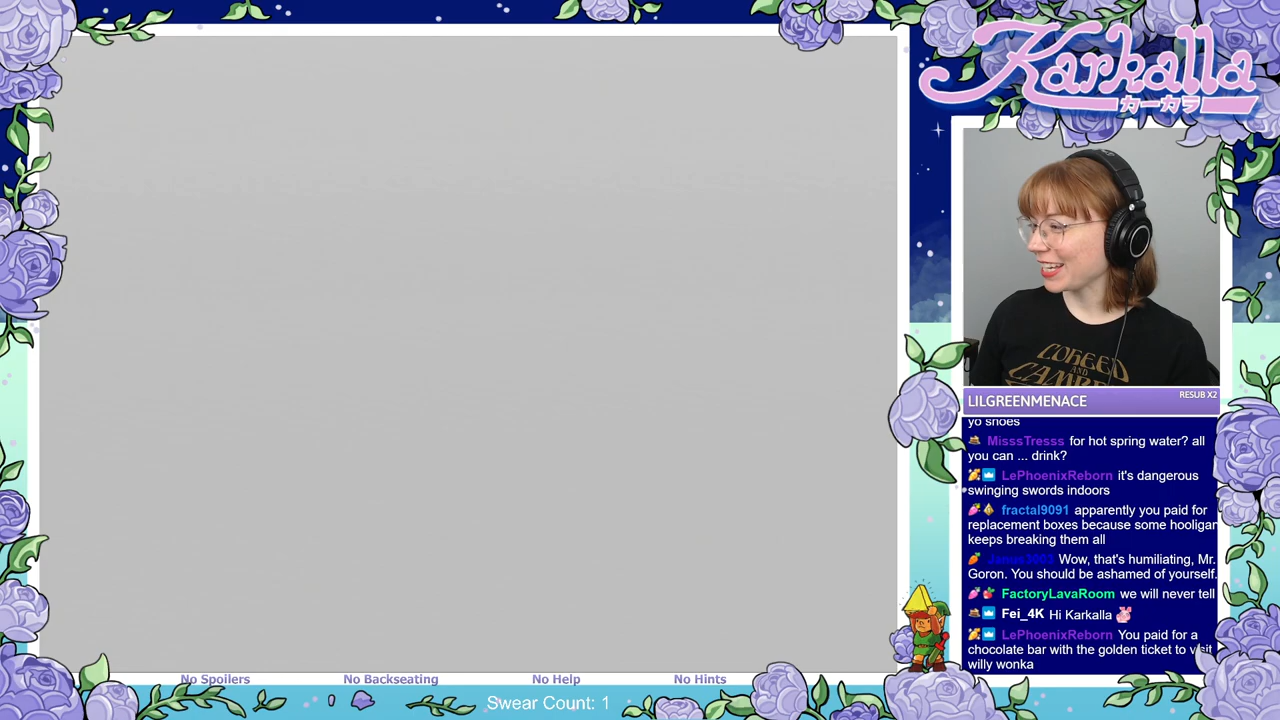 Karkalla
カーカラ
COHEED
AND
CAMBR
LILGREENMENACE
RESUB X2
yo shoes
MisssTresss for hot spring water? all
you can ... drink?
LePhoenixReborn it's dangerous
swinging swords indoors
fractal9091 apparently you paid for
replacement boxes because some hooligan
keeps breaking them all
Janus3003 Wow, that's humiliating, Mr.
Goron. You should be ashamed of yourself.
FactoryLavaRoom we will never tell
Fei_4K Hi Karkalla
LePhoenixReborn You paid for a
chocolate bar with the golden ticket to visit
willy wonka
No Spoilers
No Backseating
No Help
No Hints
Swear Count: 1